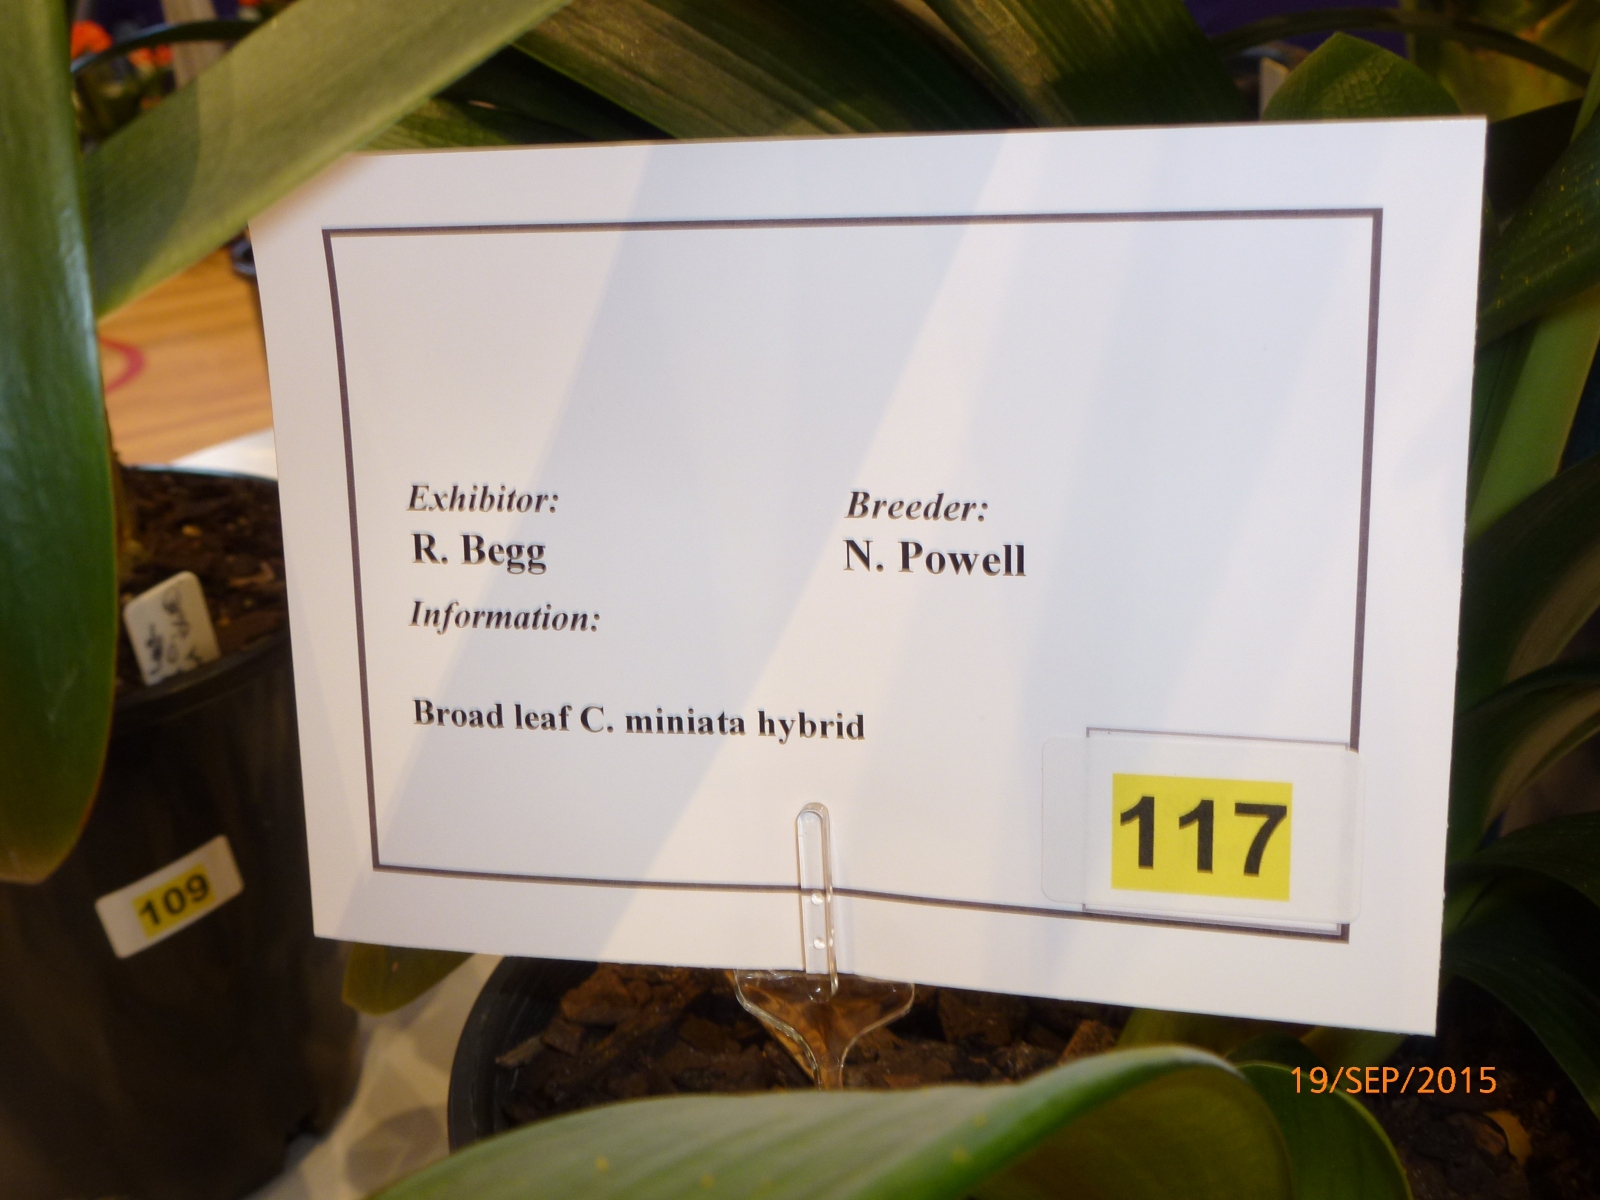 Exhibitor:
R. Begg
Breeder:
N. Powell
Information:
Broad leaf C. miniata hybrid
117
109
19/SEP/2015